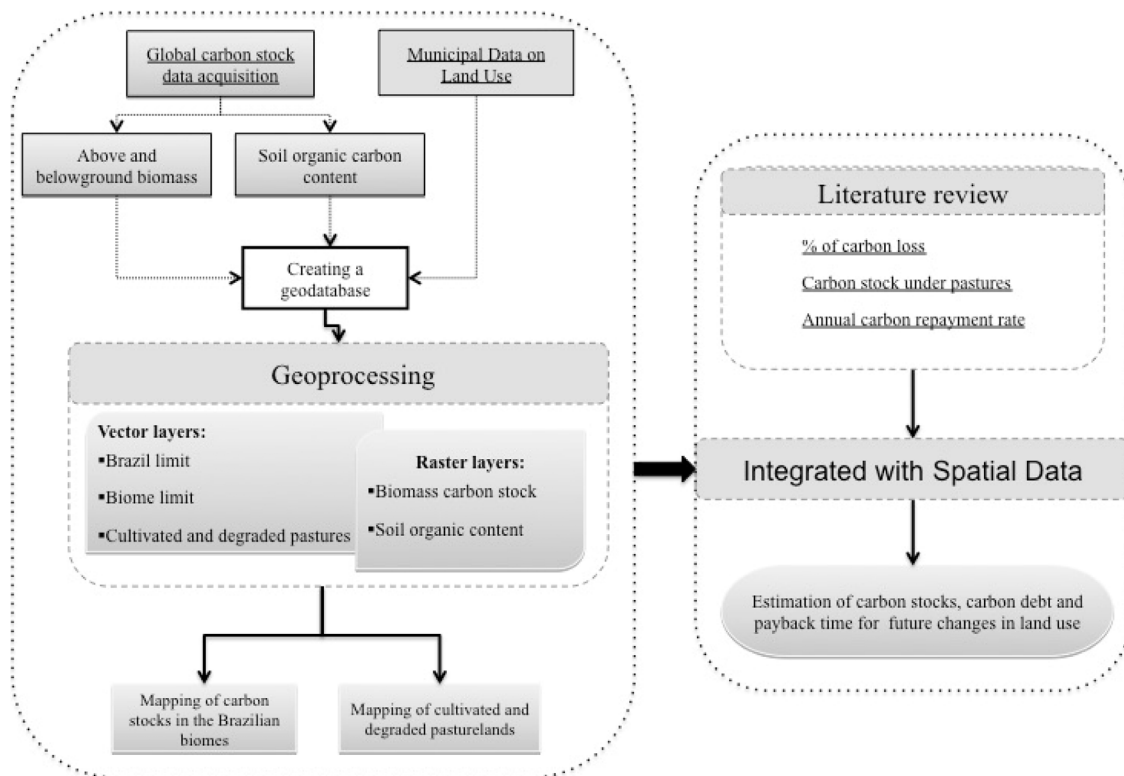 Global carbon stock
data acquisition
Municipal Data on
Land Use
Above and
belowground biomass
Soil organic carbon
content
Creating a
geodatabase
Geoprocessing
Vector layers:
▪Brazil limit
▪Biome limit
▪Cultivated and degraded pastures
Raster layers:
▪Biomass carbon stock
▪Soil organic content
Mapping of carbon
stocks in the Brazilian
biomes
Mapping of cultivated and
degraded pasturelands
Literature review
% of carbon loss
Carbon stock under pastures
Annual carbon repayment rate
Integrated with Spatial Data
Estimation of carbon stocks, carbon debt and
payback time for future changes in land use